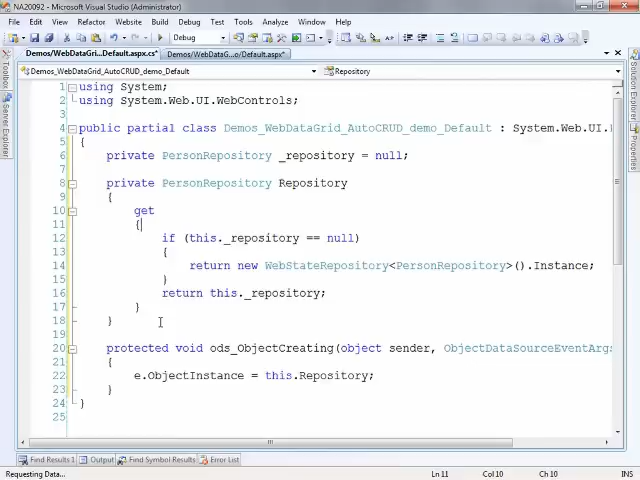 NA20092 - Microsoft Visual Studio (Administrator)
File Edit View Refactor Website Build Debug Test Tools Analyze Window Help
Debug
Demos/WebDataGri...Default.aspx.cs* Demos/WebDataG...o/Default.aspx*
Demos_WebDataGrid_AutoCRUD_demo_Default Repository
1 using System;
2 using System.Web.UI.WebControls;
3
4 public partial class Demos_WebDataGrid_AutoCRUD_demo_Default : System.Web.UI.
5 {
6 private PersonRepository _repository = null;
7
8 private PersonRepository Repository
9 {
10 get
11 {
12 if (this._repository == null)
13 {
14 return new WebStateRepository<PersonRepository>().Instance;
15 }
16 return this._repository;
17 }
18 }
19
20 protected void ods_ObjectCreating(object sender, ObjectDataSourceEventArgs
21 {
22 e.ObjectInstance = this.Repository;
23 }
24 }
25
Toolbox
Server Explorer
Solution Explorer
Properties
Find Results 1 Output Find Symbol Results Error List
Requesting Data... Ln 11 Col 10 Ch 10